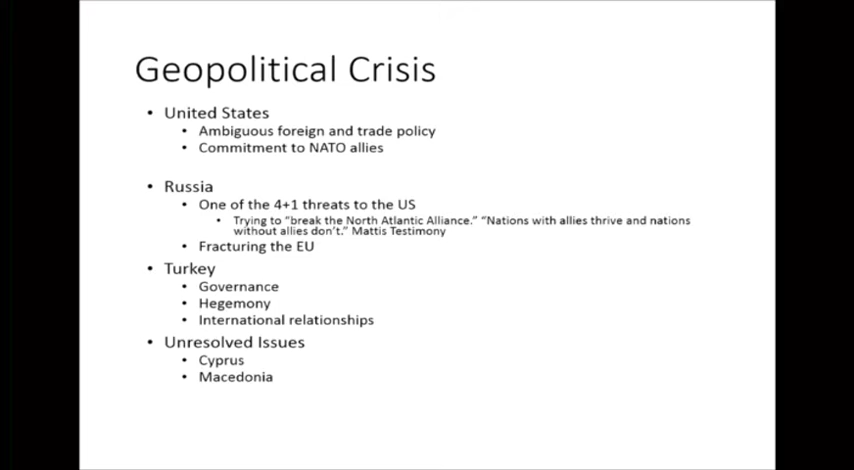 Geopolitical Crisis
• United States
• Ambiguous foreign and trade policy
• Commitment to NATO allies
• Russia
• One of the 4+1 threats to the US
• Trying to “break the North Atlantic Alliance.” “Nations with allies thrive and nations
without allies don’t.” Mattis Testimony
• Fracturing the EU
• Turkey
• Governance
• Hegemony
• International relationships
• Unresolved Issues
• Cyprus
• Macedonia